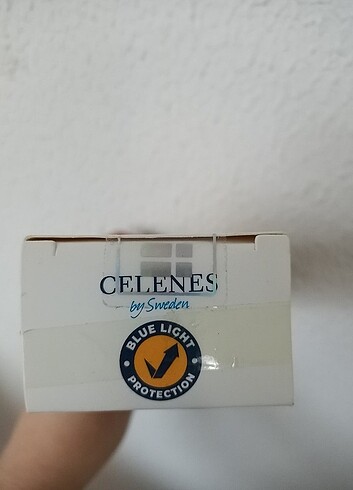 CELENES
by Sweden
BLUE LIGHT
PROTECTION